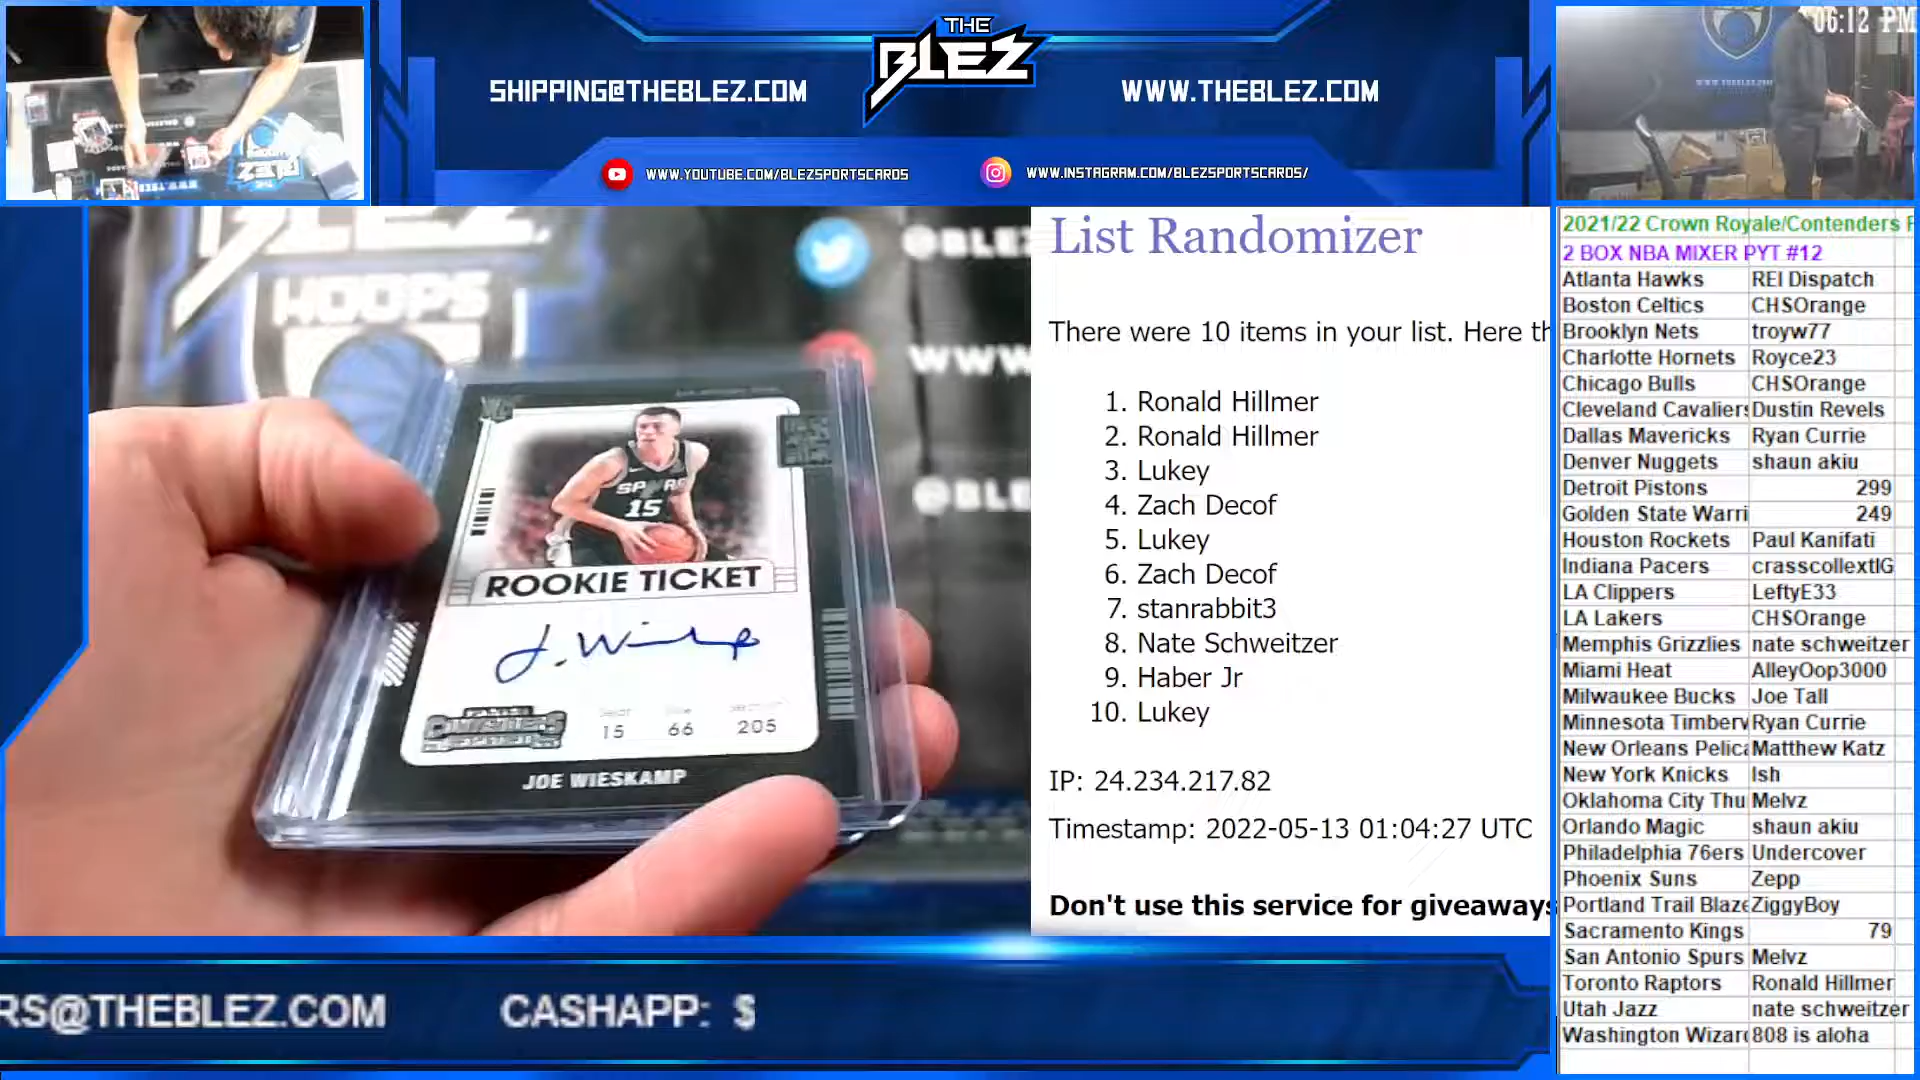 THE
BLEZ
SHIPPING@THEBLEZ.COM
WWW.THEBLEZ.COM
WWW.YOUTUBE.COM/BLEZSPORTSCARDS
WWW.INSTAGRAM.COM/BLEZSPORTSCARDS/
06:12 PM
HOOPS
@BLE
WWW
@BLE
SPURS
15
ROOKIE TICKET
J. Wieskamp
CONTENDERS
15 66 205
JOE WIESKAMP
List Randomizer
There were 10 items in your list. Here th
1. Ronald Hillmer
2. Ronald Hillmer
3. Lukey
4. Zach Decof
5. Lukey
6. Zach Decof
7. stanrabbit3
8. Nate Schweitzer
9. Haber Jr
10. Lukey
IP: 24.234.217.82
Timestamp: 2022-05-13 01:04:27 UTC
Don't use this service for giveaways
2021/22 Crown Royale/Contenders
2 BOX NBA MIXER PYT #12
Atlanta Hawks REI Dispatch
Boston Celtics CHSOrange
Brooklyn Nets troyw77
Charlotte Hornets Royce23
Chicago Bulls CHSOrange
Cleveland Cavaliers Dustin Revels
Dallas Mavericks Ryan Currie
Denver Nuggets shaun akiu
Detroit Pistons 299
Golden State Warri 249
Houston Rockets Paul Kanifati
Indiana Pacers crasscollextIG
LA Clippers LeftyE33
LA Lakers CHSOrange
Memphis Grizzlies nate schweitzer
Miami Heat AlleyOop3000
Milwaukee Bucks Joe Tall
Minnesota Timberv Ryan Currie
New Orleans Pelica Matthew Katz
New York Knicks Ish
Oklahoma City Thu Melvz
Orlando Magic shaun akiu
Philadelphia 76ers Undercover
Phoenix Suns Zepp
Portland Trail Blaze ZiggyBoy
Sacramento Kings 79
San Antonio Spurs Melvz
Toronto Raptors Ronald Hillmer
Utah Jazz nate schweitzer
Washington Wizard 808 is aloha
RS@THEBLEZ.COM CASHAPP: $